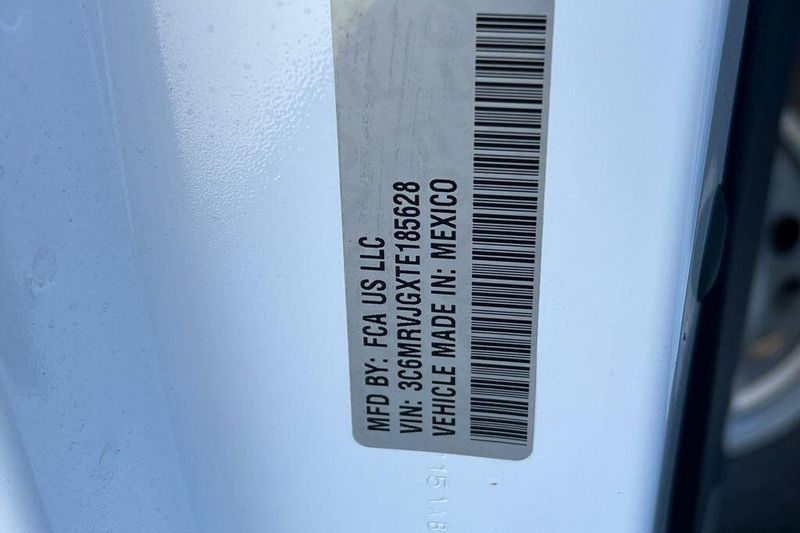 MFD BY: FCA US LLC
VIN: 3C6MRVJGXTE185628
VEHICLE MADE IN: MEXICO